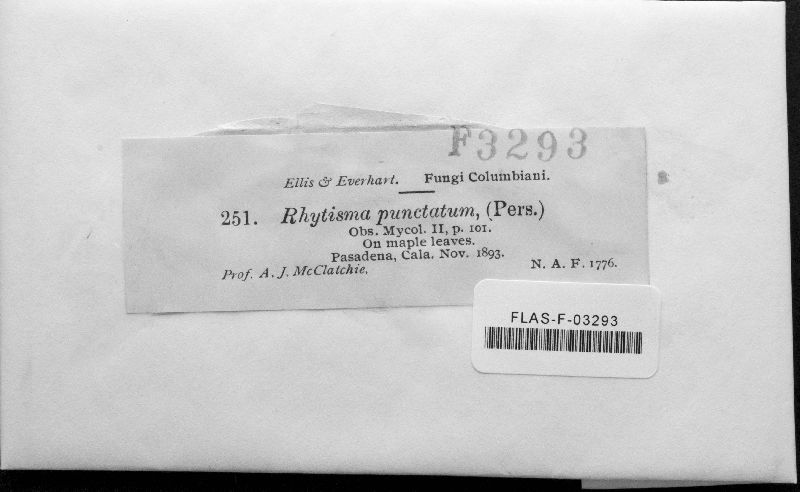 F3293
Ellis & Everhart. Fungi Columbiani.
251. Rhytisma punctatum, (Pers.)
Obs. Mycol. II, p. 101.
On maple leaves.
Pasadena, Cala. Nov. 1893.
Prof. A. J. McClatchie. N. A. F. 1776.
FLAS-F-03293